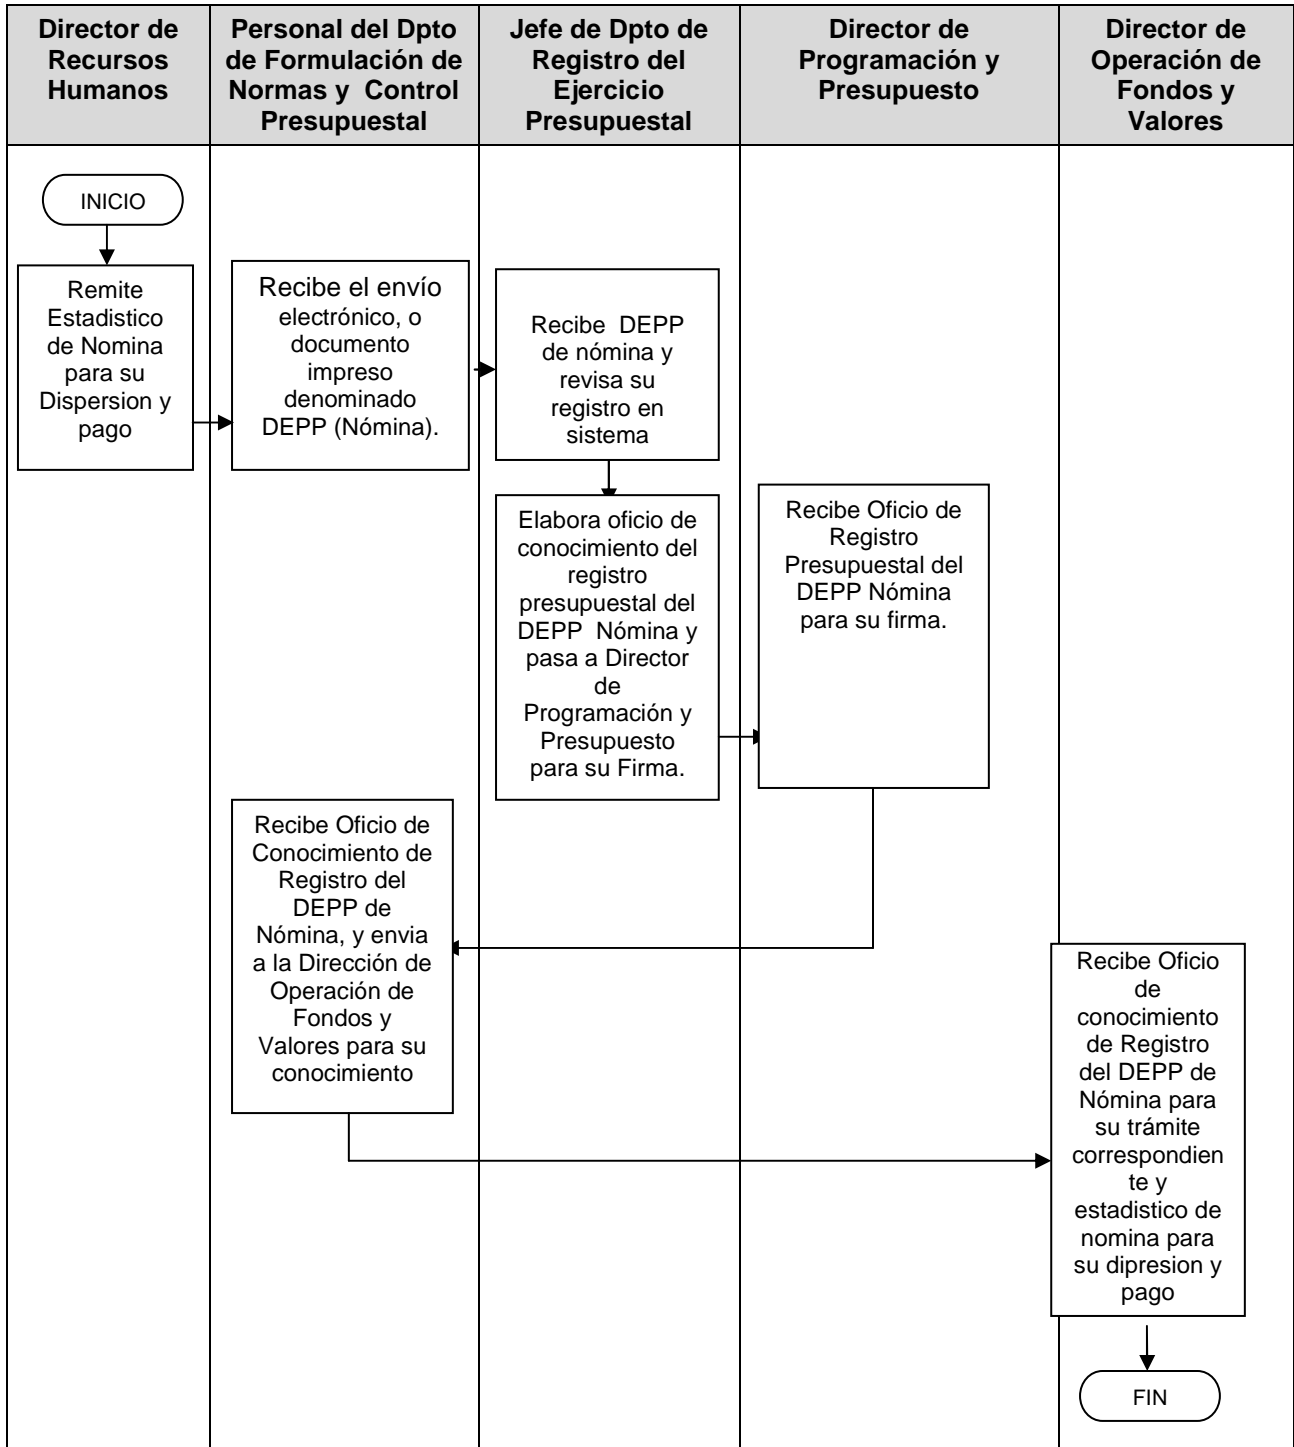 Director de
Recursos
Humanos
Personal del Dpto
de Formulación de
Normas y Control
Presupuestal
Jefe de Dpto de
Registro del
Ejercicio
Presupuestal
Director de
Programación y
Presupuesto
Director de
Operación de
Fondos y
Valores
INICIO
Remite
Estadistico
de Nomina
para su
Dispersion y
pago
Recibe el envío
electrónico, o
documento
impreso
denominado
DEPP (Nómina).
Recibe DEPP
de nómina y
revisa su
registro en
sistema
Elabora oficio de
conocimiento del
registro
presupuestal del
DEPP Nómina y
pasa a Director
de
Programación y
Presupuesto
para su Firma.
Recibe Oficio de
Registro
Presupuestal del
DEPP Nómina
para su firma.
Recibe Oficio de
Conocimiento de
Registro del
DEPP de
Nómina, y envia
a la Dirección de
Operación de
Fondos y
Valores para su
conocimiento
Recibe Oficio
de
conocimiento
de Registro
del DEPP de
Nómina para
su trámite
correspondien
te y
estadistico de
nomina para
su dipresion y
pago
FIN